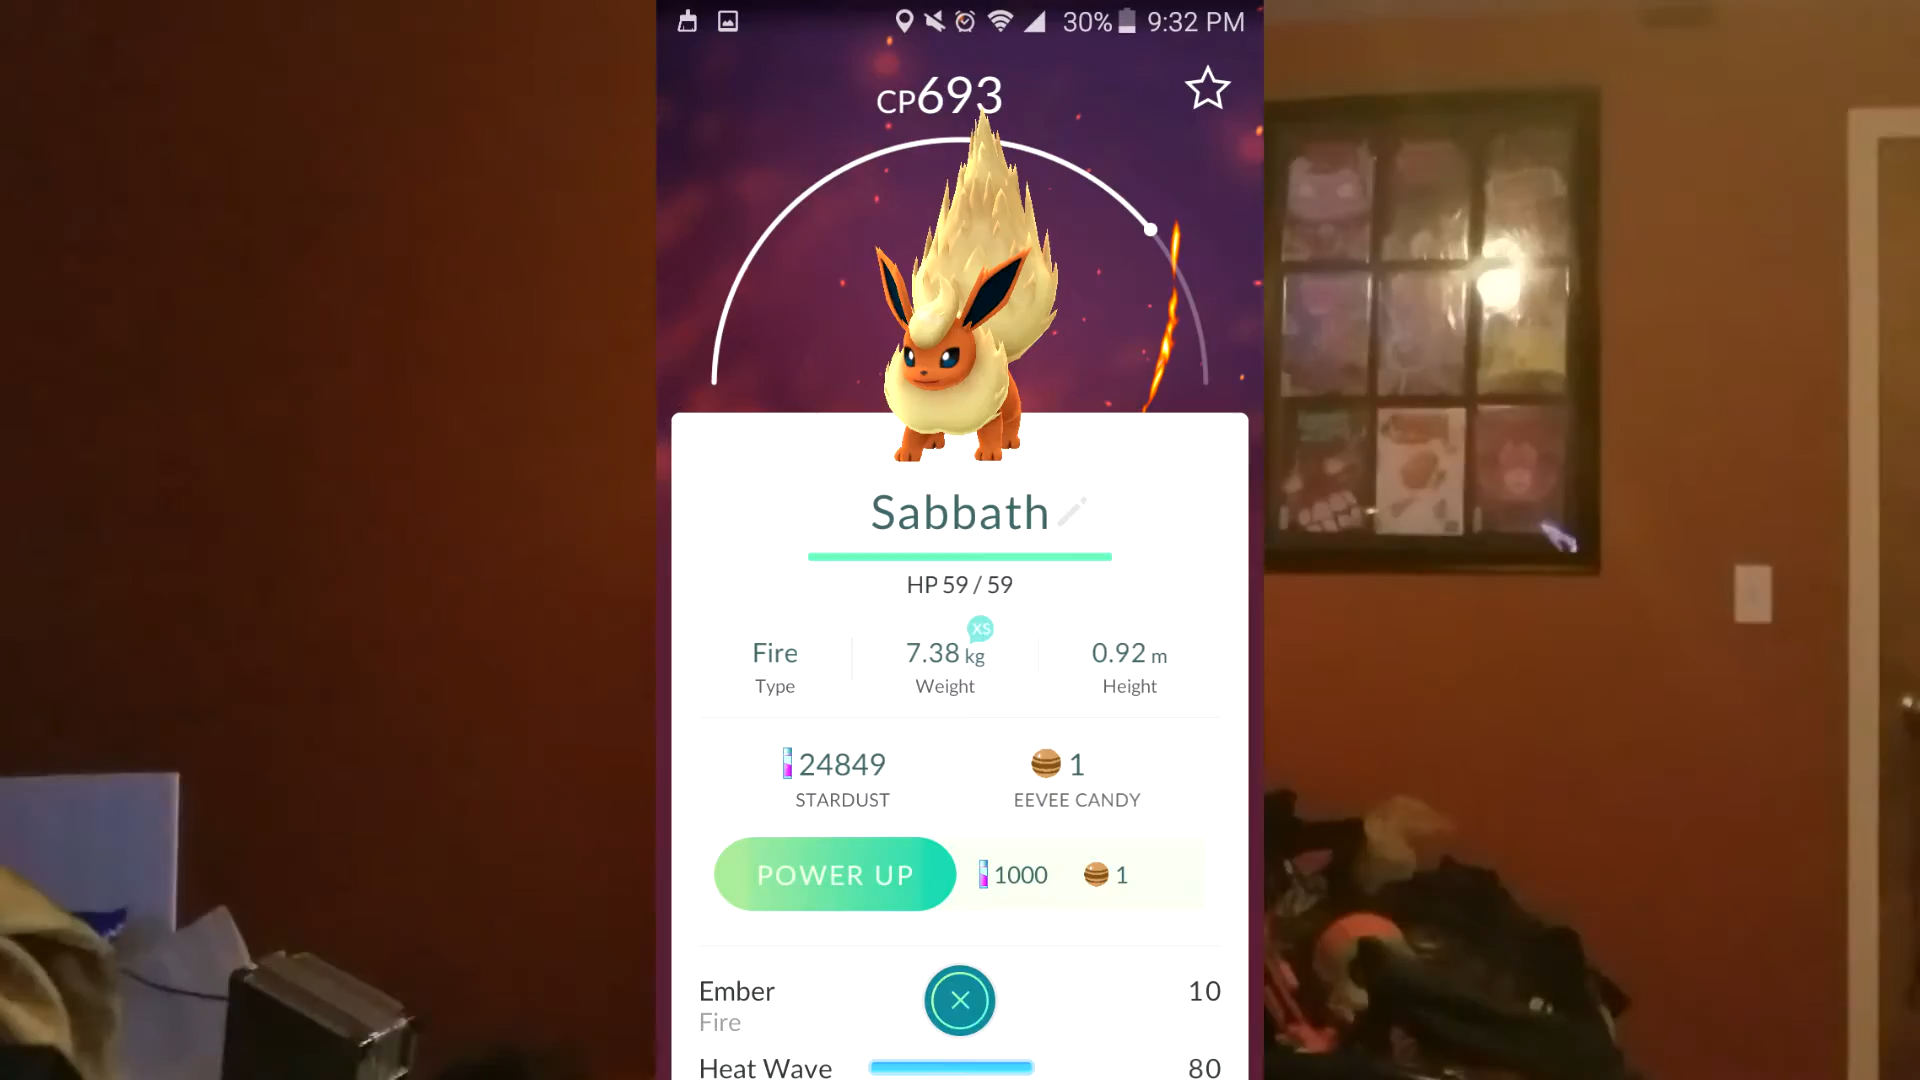 30% 9:32 PM
CP693
Sabbath
HP 59 / 59
XS
Fire 7.38 kg 0.92 m
Type Weight Height
24849 1
STARDUST EEVEE CANDY
POWER UP 1000 1
Ember 10
Fire
Heat Wave 80